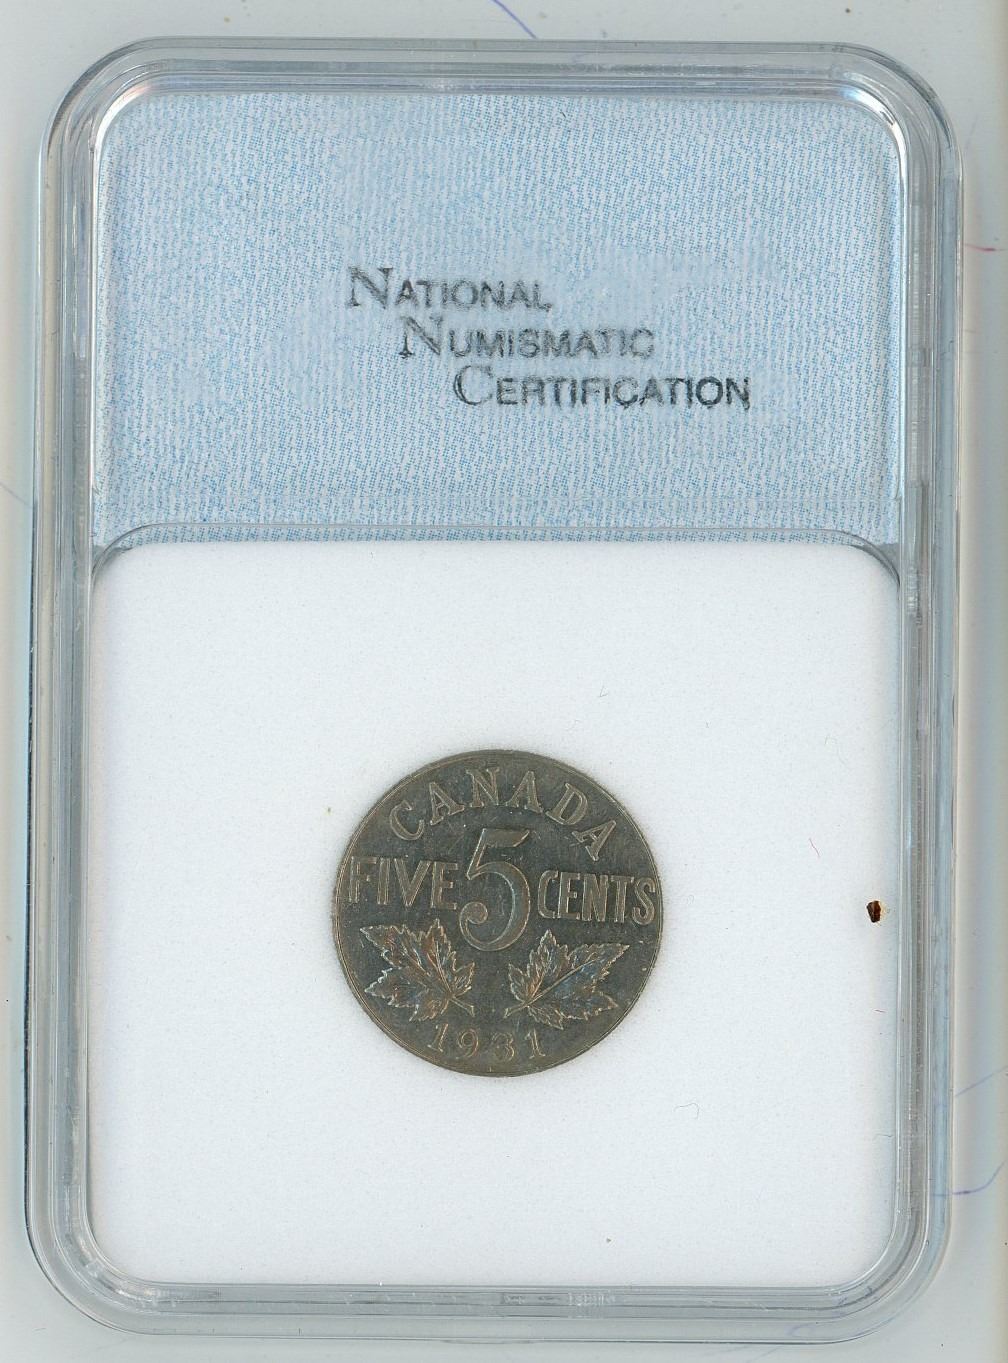 NATIONAL
NUMISMATIC
CERTIFICATION
CANADA
FIVE 5 CENTS
1931